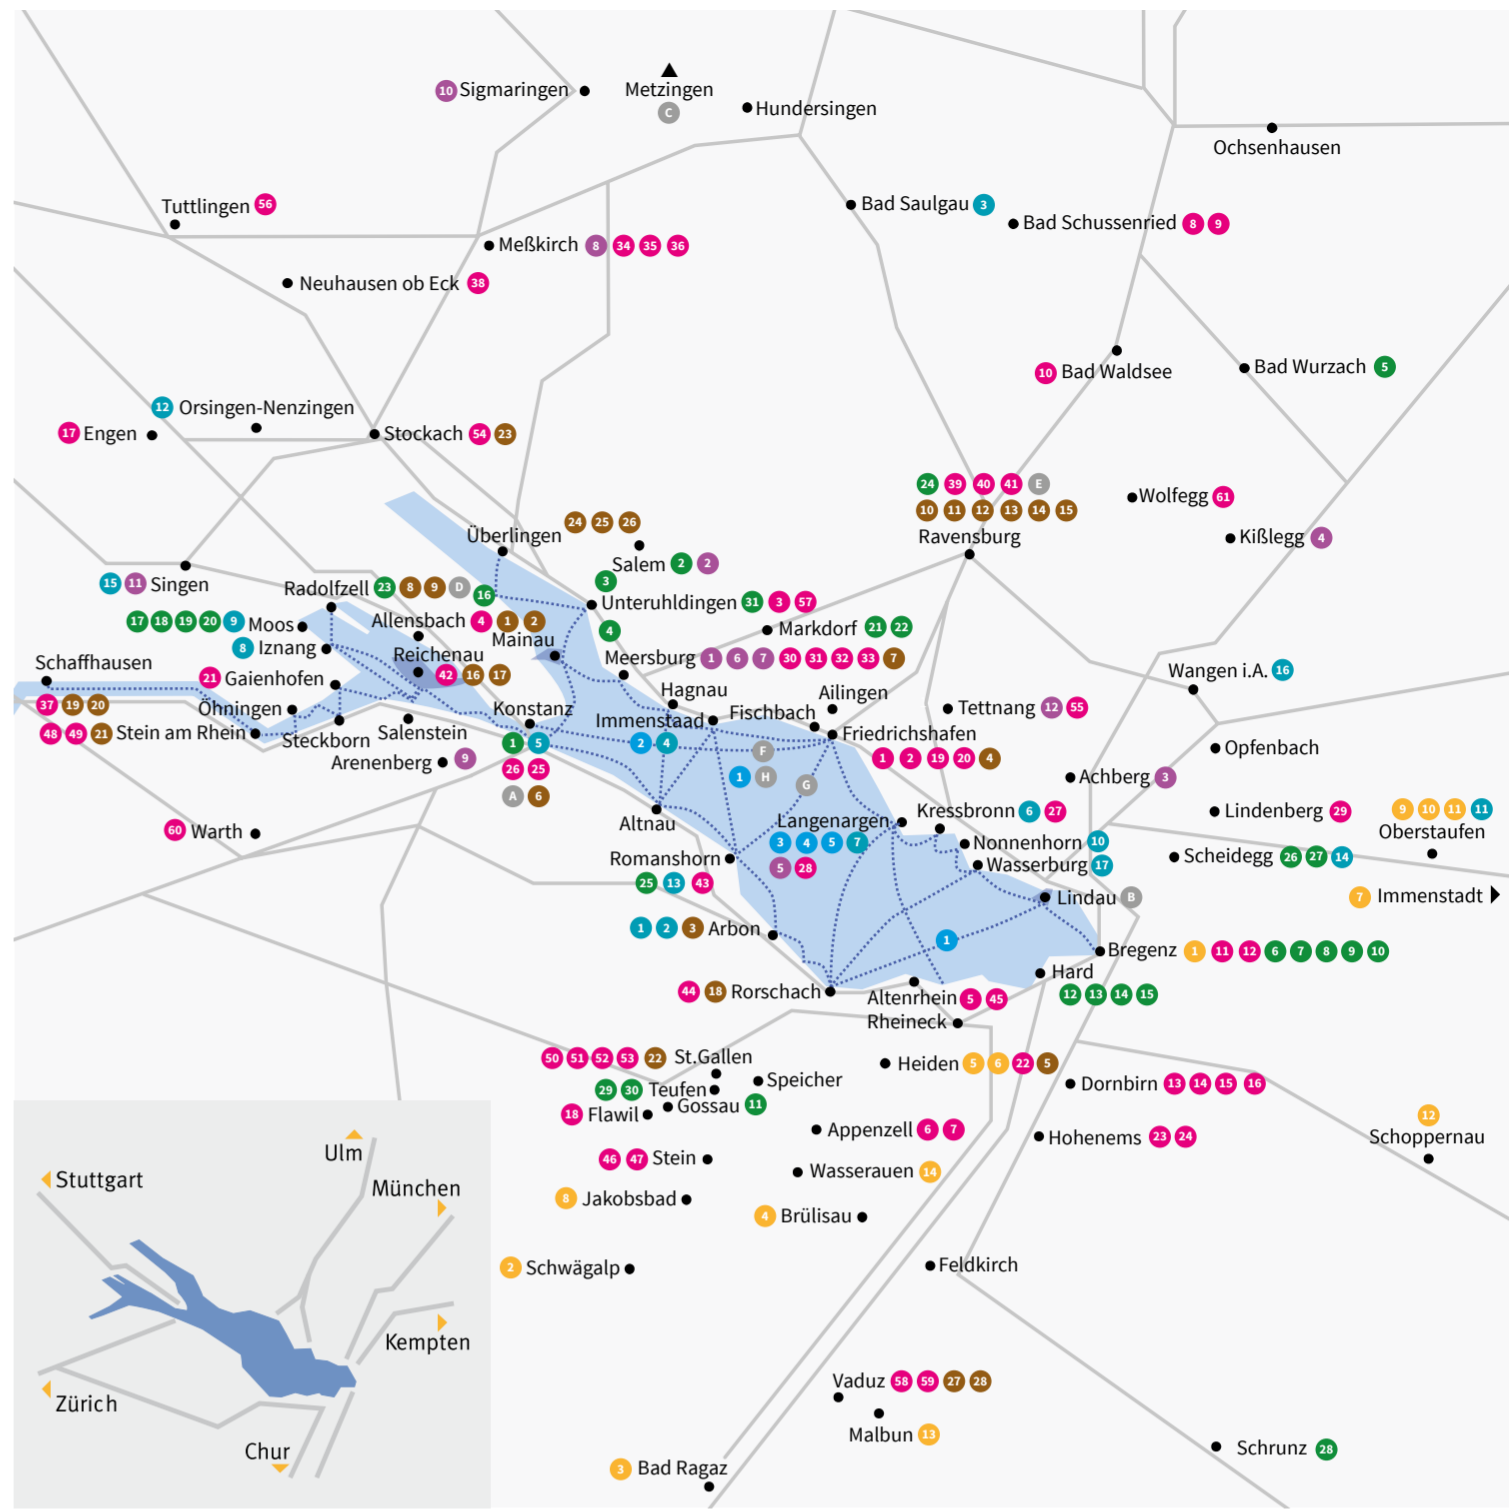 10 Sigmaringen
Metzingen
C
Hundersingen
Ochsenhausen
Tuttlingen 56
Bad Saulgau 3
Bad Schussenried 8 9
Meßkirch 8 34 35 36
Neuhausen ob Eck 38
10 Bad Waldsee
Bad Wurzach 5
12 Orsingen-Nenzingen
17 Engen
Stockach 54 23
24 39 40 41 E
10 11 12 13 14 15
Ravensburg
Wolfegg 61
Kißlegg 4
24 25 26
Überlingen
Salem 2 2
3
15 11 Singen
Radolfzell 23 8 9 D 16
Unteruhldingen 31 3 57
4
17 18 19 20 9 Moos
Allensbach 4 1 2
Mainau
Markdorf 21 22
8 Iznang
Reichenau
42 16 17
Meersburg 1 6 7 30 31 32 33 7
Schaffhausen
37 19 20
21 Gaienhofen
Hagnau
Ailingen
Wangen i.A. 16
Öhningen
Konstanz
1 5
26 25
A 6
Immenstaad
2 4
Fischbach
Tettnang 12 55
48 49 21 Stein am Rhein
Steckborn
Salenstein
Arenenberg 9
Friedrichshafen
1 2 19 20 4
F
1 H
G
Opfenbach
Achberg 3
60 Warth
Altnau
Langenargen
3 4 5 7
5 28
Kressbronn 6 27
Lindenberg 29
9 10 11 11
Oberstaufen
Nonnenhorn 10
Wasserburg 17
Scheidegg 26 27 14
Romanshorn
25 13 43
Lindau B
7 Immenstadt
1 2 3 Arbon
1
Bregenz 1 11 12 6 7 8 9 10
Hard
12 13 14 15
44 18 Rorschach
Altenrhein 5 45
Rheineck
50 51 52 53 22 St.Gallen
Heiden 5 6 22 5
29 30 Teufen
Speicher
Dornbirn 13 14 15 16
18 Flawil
Gossau 11
12
Schoppernau
Appenzell 6 7
Hohenems 23 24
46 47 Stein
Wasserauen 14
8 Jakobsbad
4 Brülisau
2 Schwägalp
Feldkirch
Vaduz 58 59 27 28
Malbun 13
3 Bad Ragaz
Schrunz 28
Ulm
Stuttgart
München
Kempten
Zürich
Chur